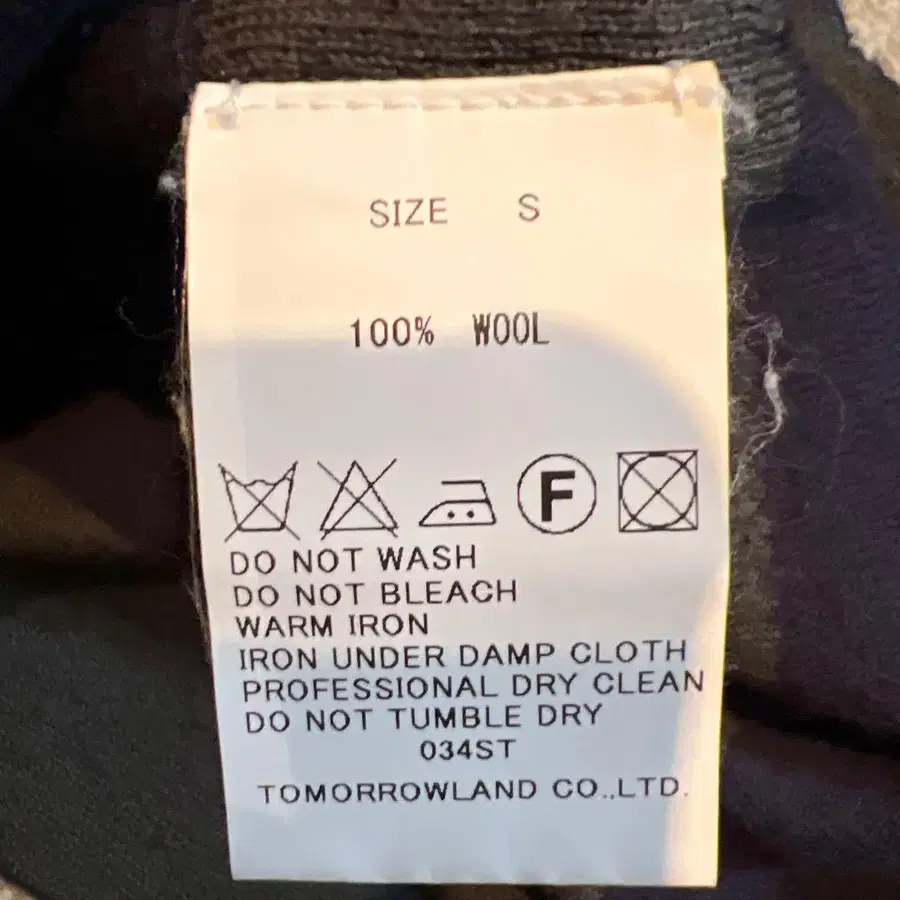 SIZE S
100% WOOL
F
DO NOT WASH
DO NOT BLEACH
WARM IRON
IRON UNDER DAMP CLOTH
PROFESSIONAL DRY CLEAN
DO NOT TUMBLE DRY
034ST
TOMORROWLAND CO.,LTD.